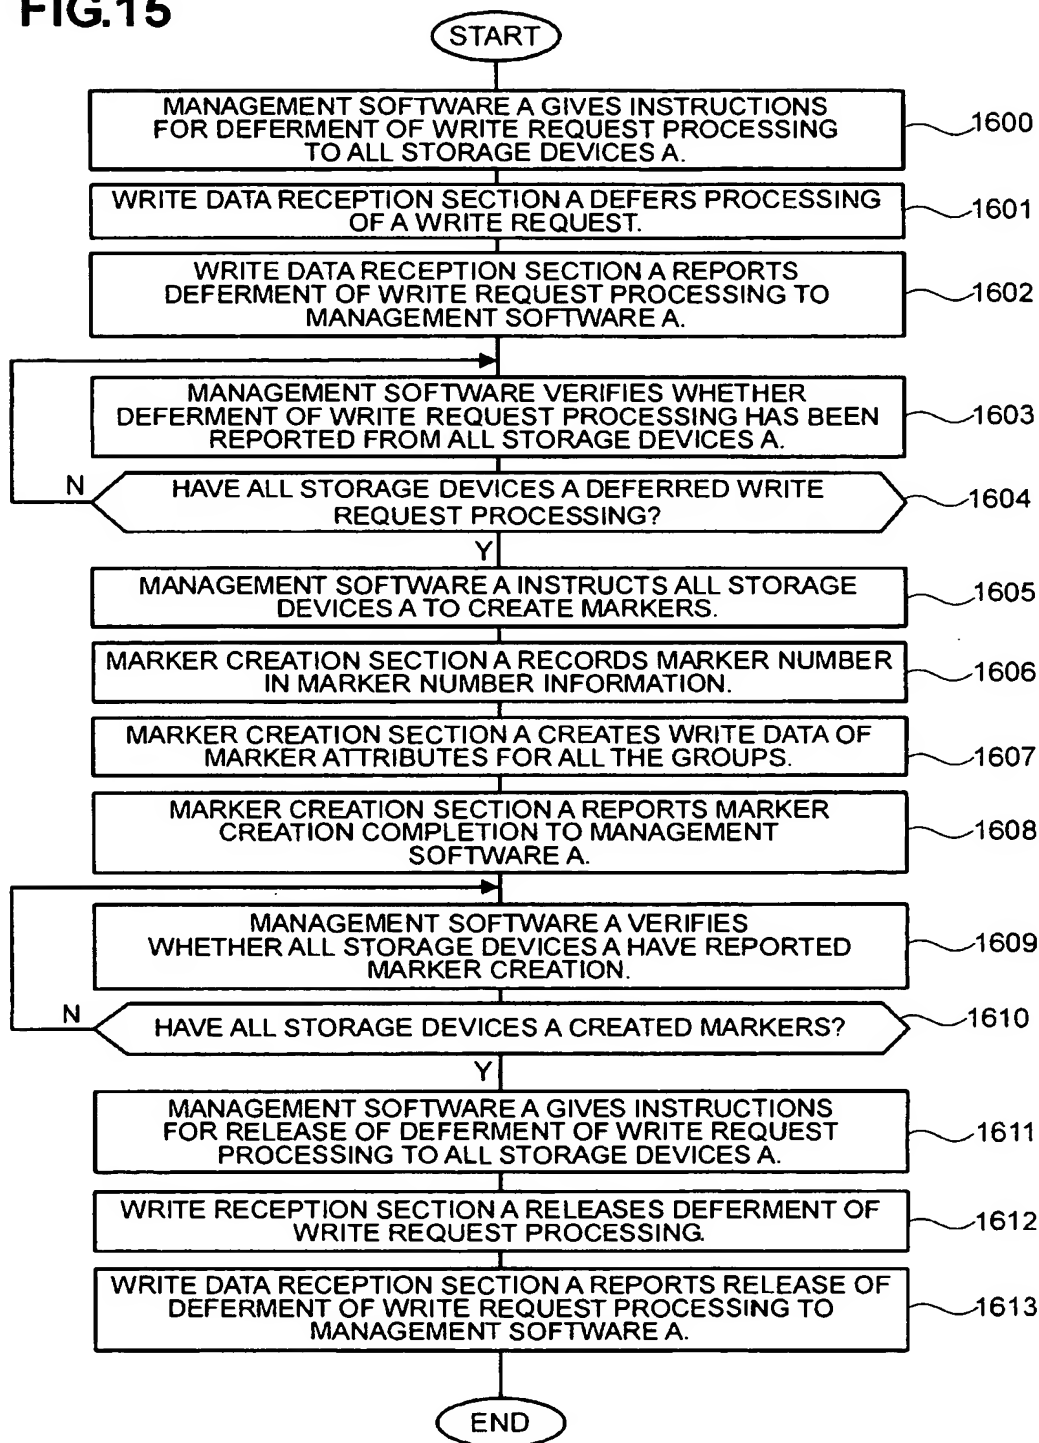 FIG.15
START
MANAGEMENT SOFTWARE A GIVES INSTRUCTIONS
FOR DEFERMENT OF WRITE REQUEST PROCESSING
TO ALL STORAGE DEVICES A.
1600
WRITE DATA RECEPTION SECTION A DEFERS PROCESSING
OF A WRITE REQUEST.
1601
WRITE DATA RECEPTION SECTION A REPORTS
DEFERMENT OF WRITE REQUEST PROCESSING TO
MANAGEMENT SOFTWARE A.
1602
MANAGEMENT SOFTWARE VERIFIES WHETHER
DEFERMENT OF WRITE REQUEST PROCESSING HAS BEEN
REPORTED FROM ALL STORAGE DEVICES A.
1603
N
HAVE ALL STORAGE DEVICES A DEFERRED WRITE
REQUEST PROCESSING?
1604
Y
MANAGEMENT SOFTWARE A INSTRUCTS ALL STORAGE
DEVICES A TO CREATE MARKERS.
1605
MARKER CREATION SECTION A RECORDS MARKER NUMBER
IN MARKER NUMBER INFORMATION.
1606
MARKER CREATION SECTION A CREATES WRITE DATA OF
MARKER ATTRIBUTES FOR ALL THE GROUPS.
1607
MARKER CREATION SECTION A REPORTS MARKER
CREATION COMPLETION TO MANAGEMENT
SOFTWARE A.
1608
MANAGEMENT SOFTWARE A VERIFIES
WHETHER ALL STORAGE DEVICES A HAVE REPORTED
MARKER CREATION.
1609
N
HAVE ALL STORAGE DEVICES A CREATED MARKERS?
1610
Y
MANAGEMENT SOFTWARE A GIVES INSTRUCTIONS
FOR RELEASE OF DEFERMENT OF WRITE REQUEST
PROCESSING TO ALL STORAGE DEVICES A.
1611
WRITE RECEPTION SECTION A RELEASES DEFERMENT OF
WRITE REQUEST PROCESSING.
1612
WRITE DATA RECEPTION SECTION A REPORTS RELEASE OF
DEFERMENT OF WRITE REQUEST PROCESSING TO
MANAGEMENT SOFTWARE A.
1613
END